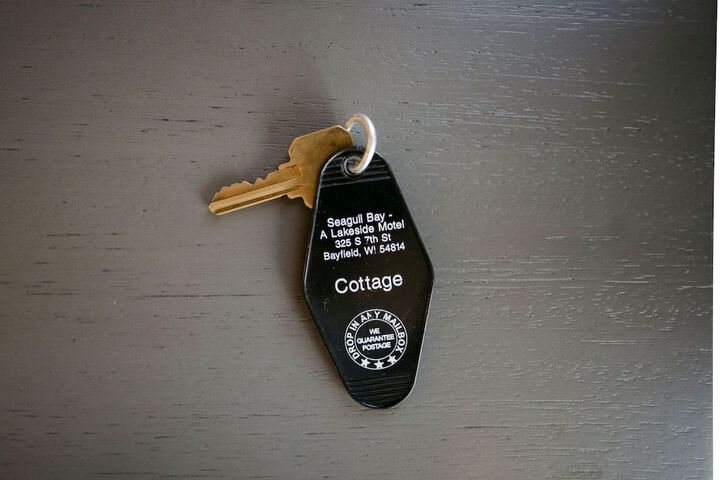 Seagull Bay -
A Lakeside Motel
325 S 7th St
Bayfield, WI 54814
Cottage
DROP IN ANY MAILBOX
WE
GUARANTEE
POSTAGE